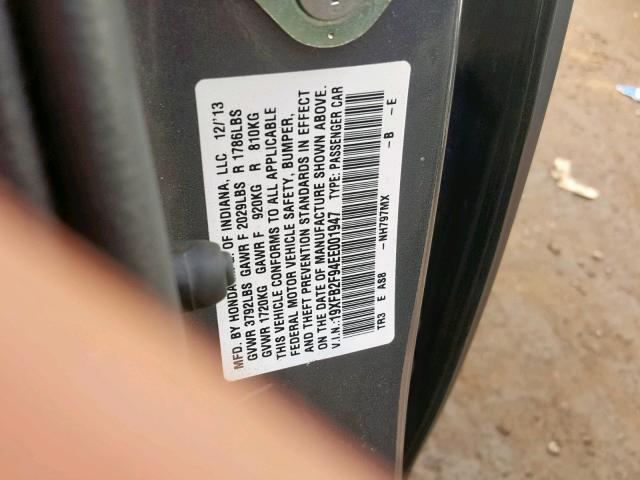 MFD. BY HONDA OF INDIANA, LLC 12/'13
GVWR 3792LBS GAWR F 2029LBS R 1786LBS
GVWR 1720KG GAWR F 920KG R 810KG
THIS VEHICLE CONFORMS TO ALL APPLICABLE
FEDERAL MOTOR VEHICLE SAFETY, BUMPER,
AND THEFT PREVENTION STANDARDS IN EFFECT
ON THE DATE OF MANUFACTURE SHOWN ABOVE.
V.I.N.:19XFB2F94EE001947 TYPE: PASSENGER CAR
TR3 E AS8 -NH797MX -B -E